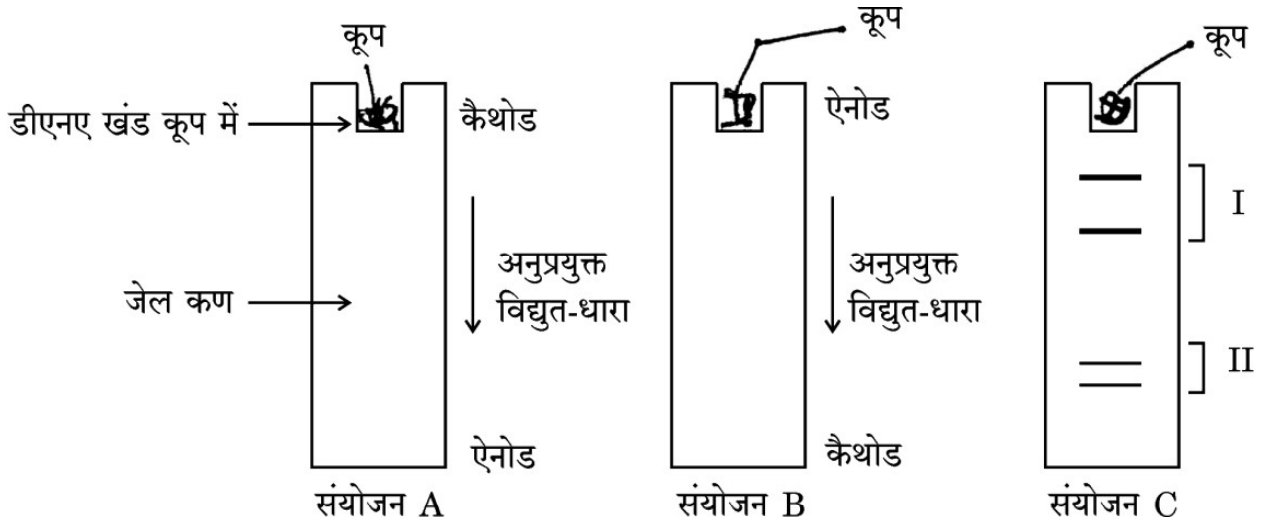 कूप
कूप
कूप
डीएनए खंड कूप में
कैथोड
ऐनोड
I
जेल कण
अनुप्रयुक्त
विद्युत-धारा
अनुप्रयुक्त
विद्युत-धारा
II
ऐनोड
कैथोड
संयोजन A
संयोजन B
संयोजन C